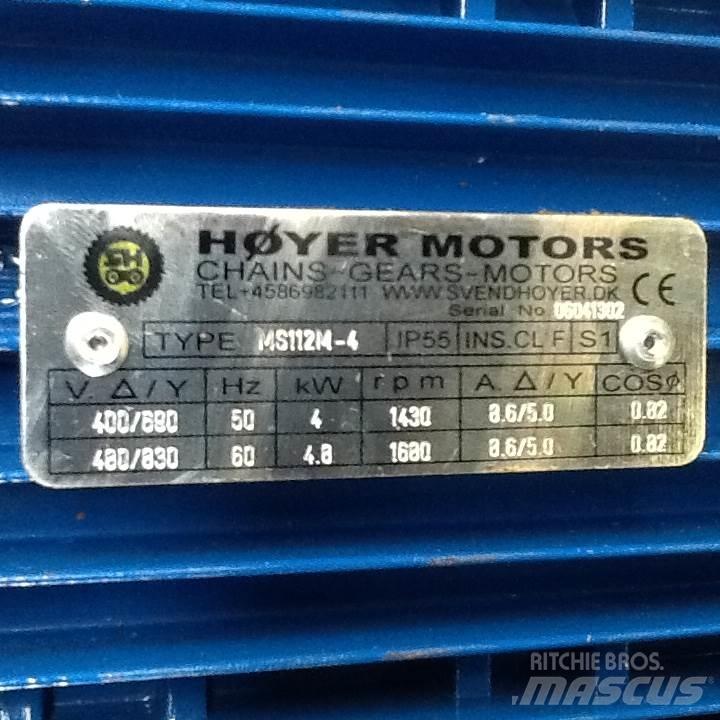 SH
HØYER MOTORS
CHAINS-GEARS-MOTORS
TEL+4586982111 WWW.SVENDHOYER.DK CE
Serial No 06041302
TYPE MS112M-4 IP55 INS.CL F S1
V. Δ/Y Hz kW rpm A. Δ/Y COSϕ
400/690 50 4 1430 8.6/5.0 0.82
480/830 60 4.8 8.6/5.0 0.82
RITCHIE BROS.
MASCUS